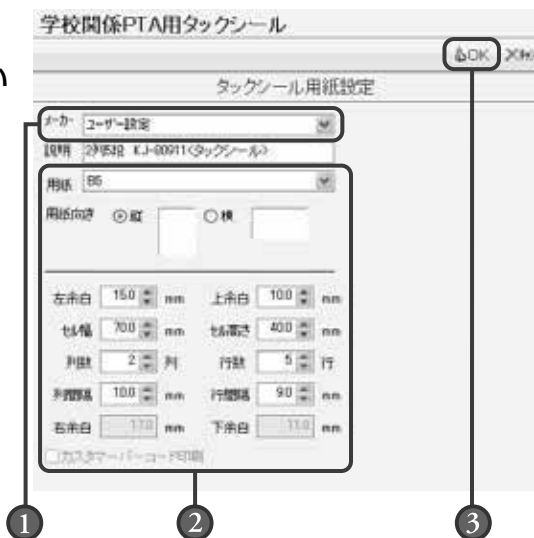 学校関係PTA用タックシール
い
OK
タックシール用紙設定
メーカー ユーザー設定
説明 2列5段 KJ-80911<タックシール>
用紙 B5
用紙向き 縦 横
左余白 15.0 mm 上余白 10.0 mm
セル幅 70.0 mm セル高さ 40.0 mm
列数 2 列 行数 5 行
列間隔 10.0 mm 行間隔 9.0 mm
右余白 17.0 mm 下余白 11.0 mm
カスタマーバーコード印刷
1 2 3